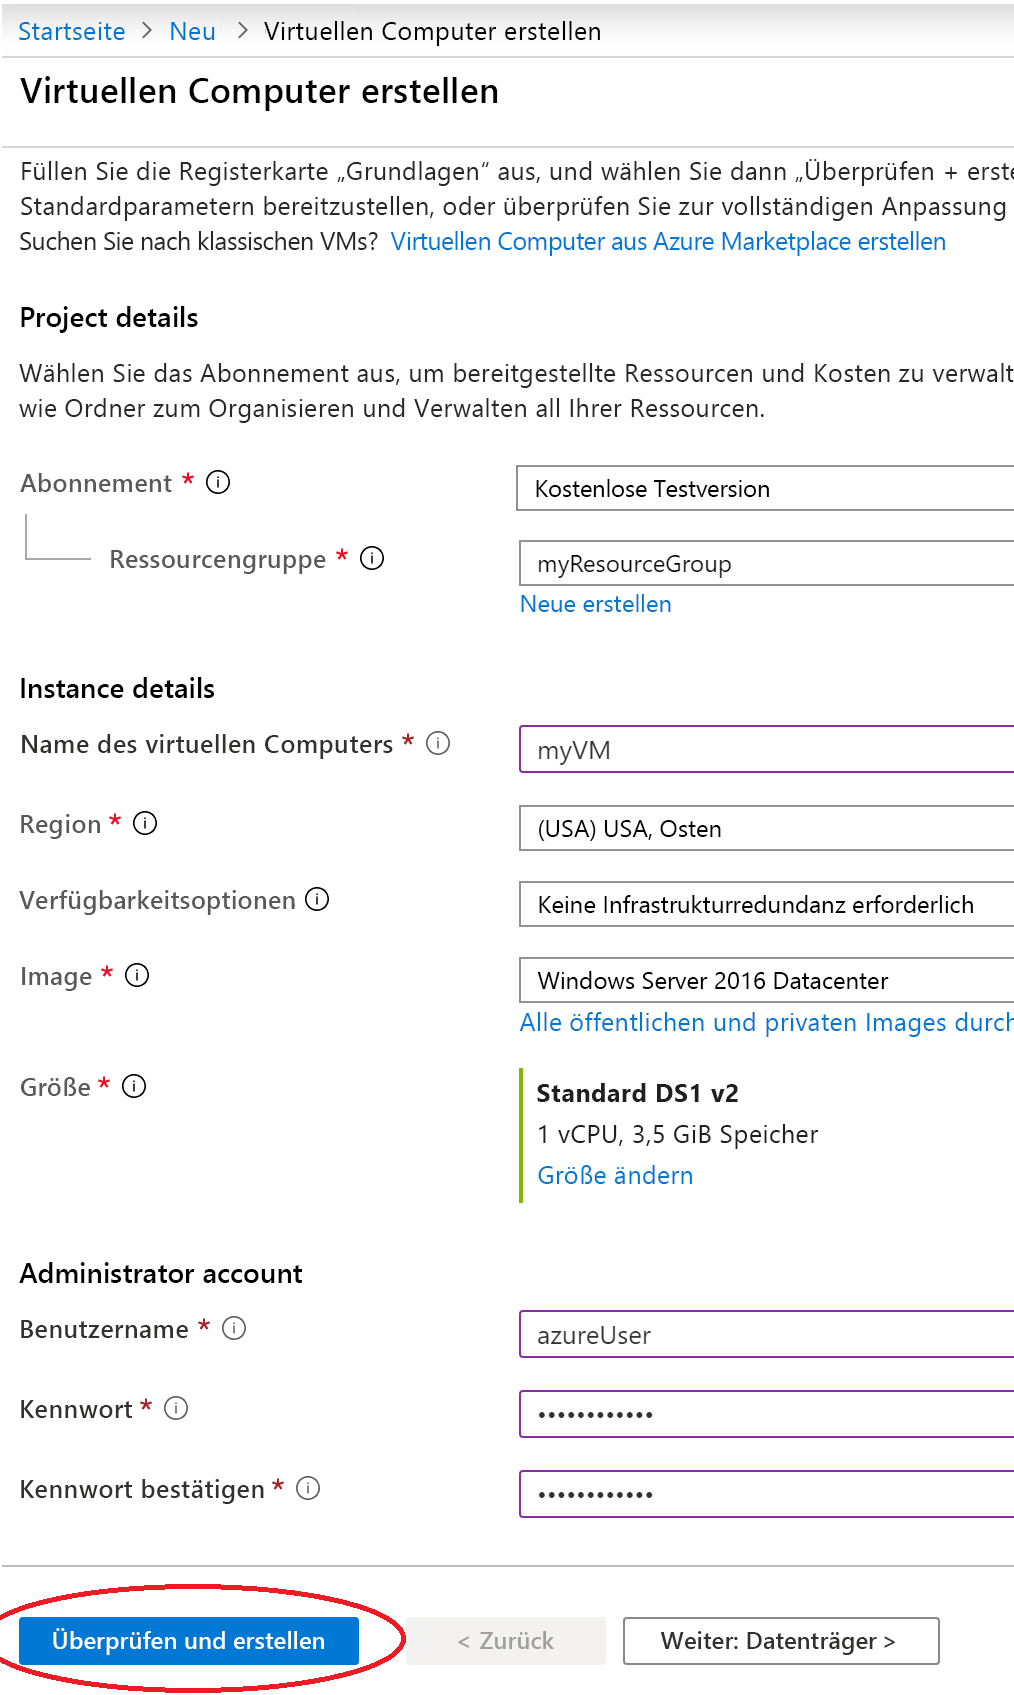 Startseite > Neu > Virtuellen Computer erstellen
Virtuellen Computer erstellen
Füllen Sie die Registerkarte „Grundlagen“ aus, und wählen Sie dann „Überprüfen + erste
Standardparametern bereitzustellen, oder überprüfen Sie zur vollständigen Anpassung
Suchen Sie nach klassischen VMs? Virtuellen Computer aus Azure Marketplace erstellen
Project details
Wählen Sie das Abonnement aus, um bereitgestellte Ressourcen und Kosten zu verwalt
wie Ordner zum Organisieren und Verwalten all Ihrer Ressourcen.
Abonnement * Kostenlose Testversion
Ressourcengruppe * myResourceGroup
Neue erstellen
Instance details
Name des virtuellen Computers * myVM
Region * (USA) USA, Osten
Verfügbarkeitsoptionen Keine Infrastrukturredundanz erforderlich
Image * Windows Server 2016 Datacenter
Alle öffentlichen und privaten Images durch
Größe * Standard DS1 v2
1 vCPU, 3,5 GiB Speicher
Größe ändern
Administrator account
Benutzername * azureUser
Kennwort * ••••••••••••
Kennwort bestätigen * ••••••••••••
Überprüfen und erstellen < Zurück Weiter: Datenträger >